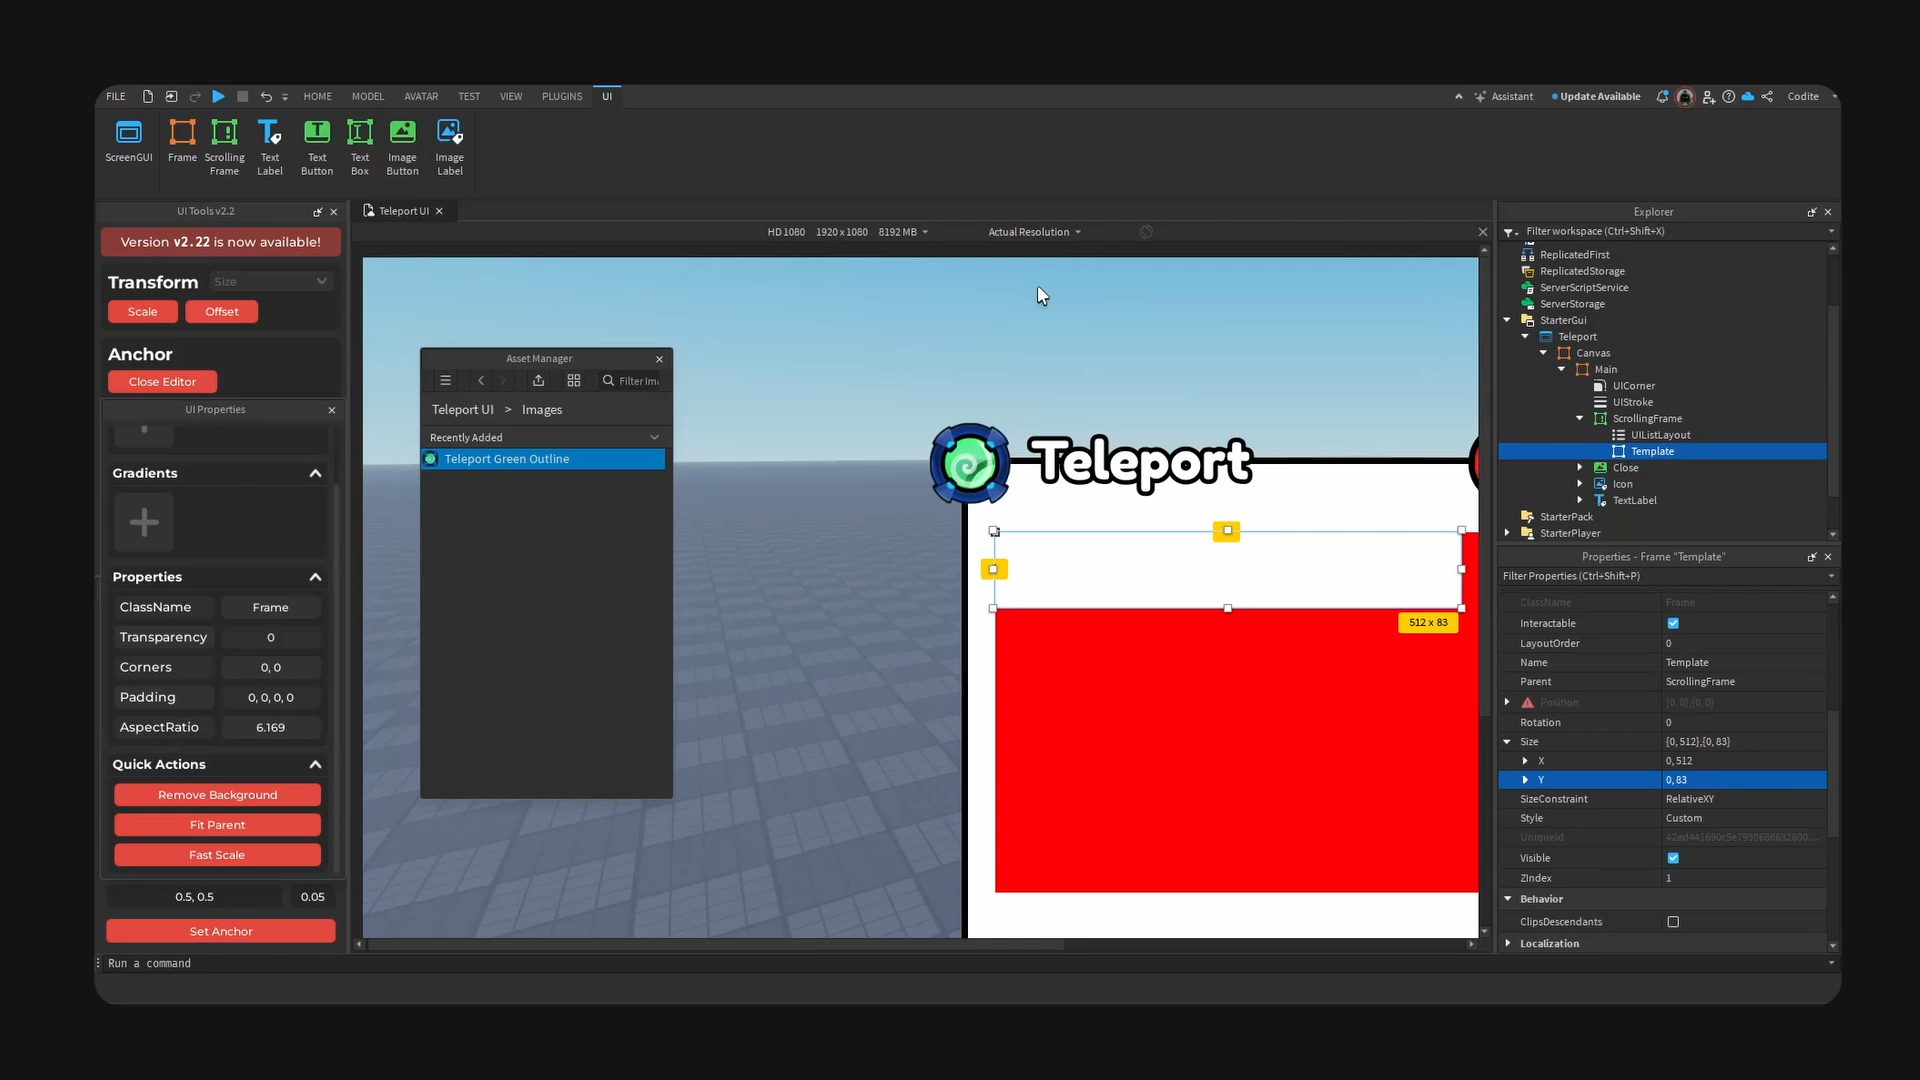 FILE
HOME
MODEL
AVATAR
TEST
VIEW
PLUGINS
UI
Assistant
Update Available
Codite
ScreenGUI
Frame
Scrolling
Frame
Text
Label
Text
Button
Text
Box
Image
Button
Image
Label
UI Tools v2.2
Version v2.22 is now available!
Transform
Size
Scale
Offset
Anchor
Close Editor
UI Properties
Gradients
Properties
ClassName
Frame
Transparency
0
Corners
0, 0
Padding
0, 0, 0, 0
AspectRatio
6.169
Quick Actions
Remove Background
Fit Parent
Fast Scale
0.5, 0.5
0.05
Set Anchor
Run a command
Teleport UI
HD 1080
1920 x 1080
8192 MB
Actual Resolution
Asset Manager
Filter Im
Teleport UI > Images
Recently Added
Teleport Green Outline
Teleport
512 x 83
Explorer
Filter workspace (Ctrl+Shift+X)
ReplicatedFirst
ReplicatedStorage
ServerScriptService
ServerStorage
StarterGui
Teleport
Canvas
Main
UICorner
UIStroke
ScrollingFrame
UIListLayout
Template
Close
Icon
TextLabel
StarterPack
StarterPlayer
Properties - Frame "Template"
Filter Properties (Ctrl+Shift+P)
ClassName
Frame
Interactable
LayoutOrder
0
Name
Template
Parent
ScrollingFrame
Position
{0, 0},{0, 0}
Rotation
0
Size
{0, 512},{0, 83}
X
0, 512
Y
0, 83
SizeConstraint
RelativeXY
Style
Custom
UniqueId
Visible
ZIndex
1
Behavior
ClipsDescendants
Localization